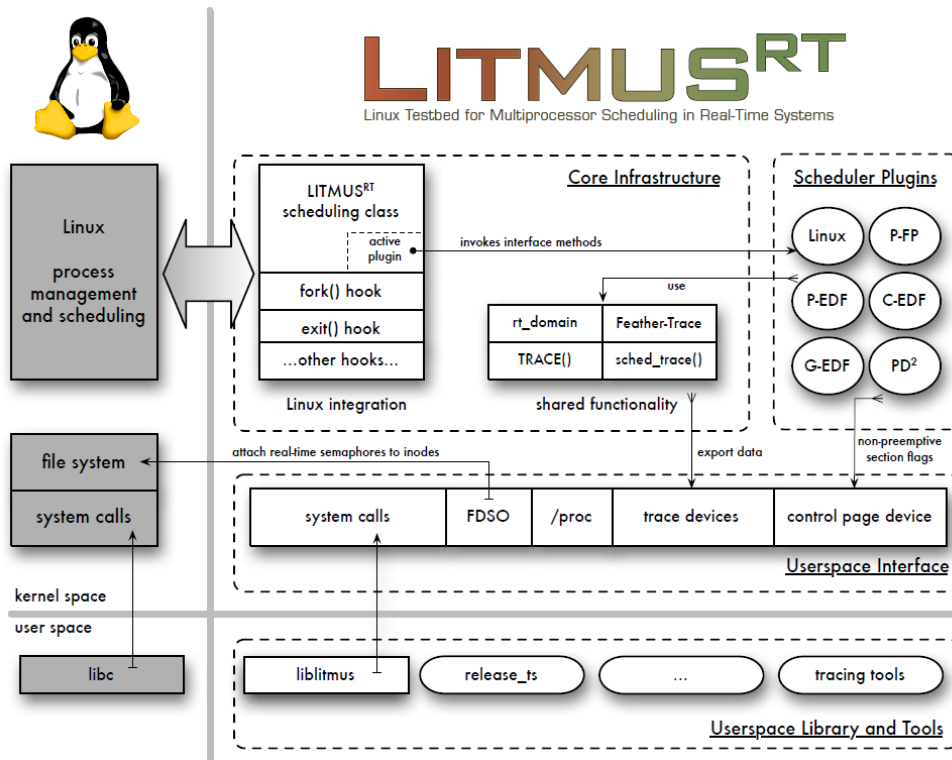 LITMUSRT
Linux Testbed for Multiprocessor Scheduling in Real-Time Systems
Linux
process
management
and scheduling
Core Infrastructure
LITMUSRT
scheduling class
active
plugin
fork() hook
exit() hook
...other hooks...
Linux integration
invokes interface methods
use
rt_domain
Feather-Trace
TRACE()
sched_trace()
shared functionality
Scheduler Plugins
Linux
P-FP
P-EDF
C-EDF
G-EDF
PD2
file system
system calls
attach real-time semaphores to inodes
export data
non-preemptive
section flags
system calls
FDSO
/proc
trace devices
control page device
Userspace Interface
kernel space
user space
libc
liblitmus
release_ts
...
tracing tools
Userspace Library and Tools